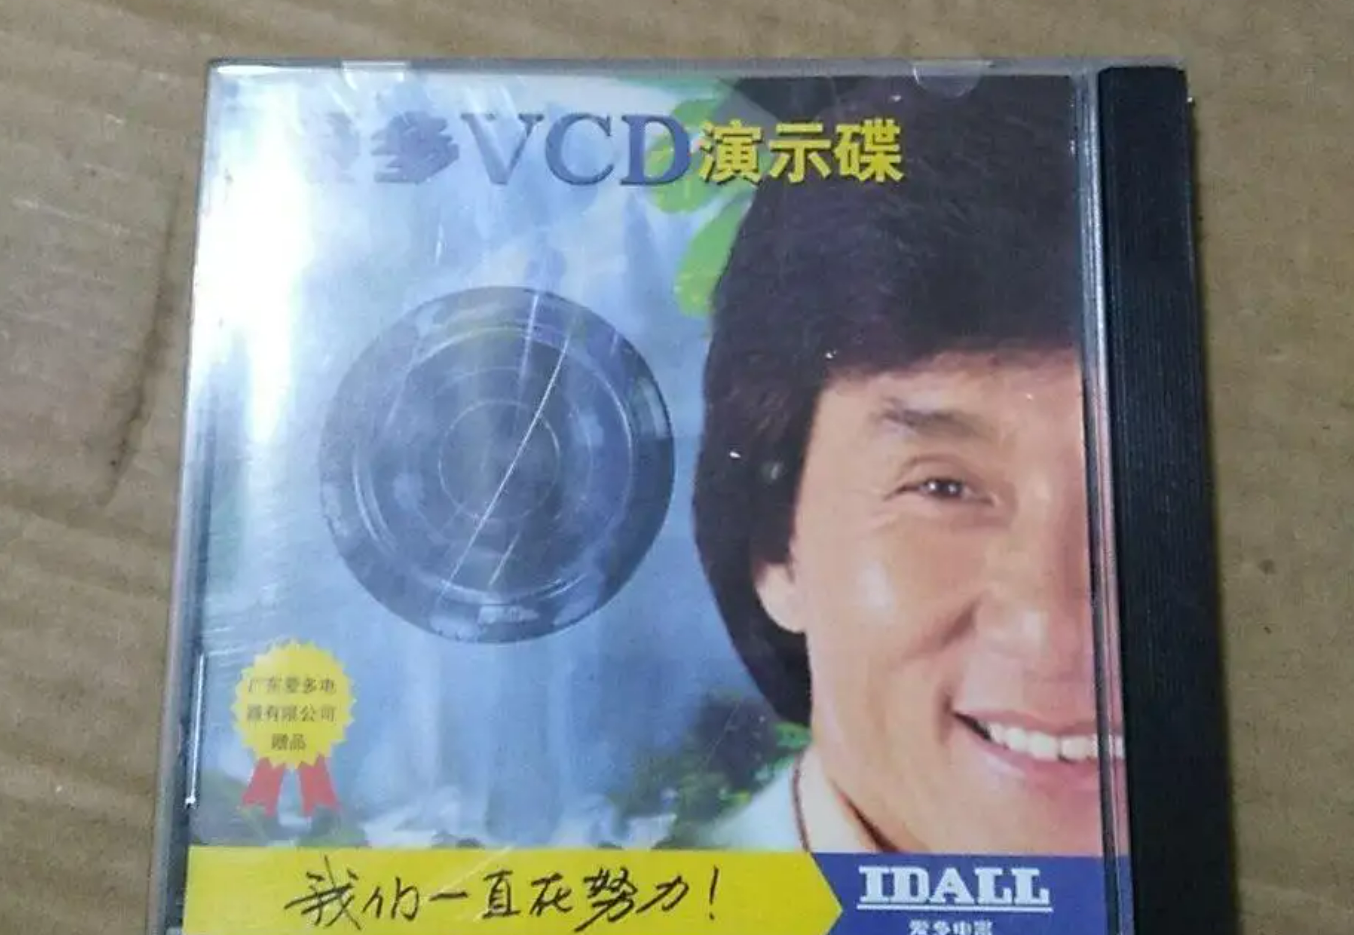 爱多VCD演示碟
广东爱多电
器有限公司
赠品
我们一直在努力!
IDALL
爱多电器